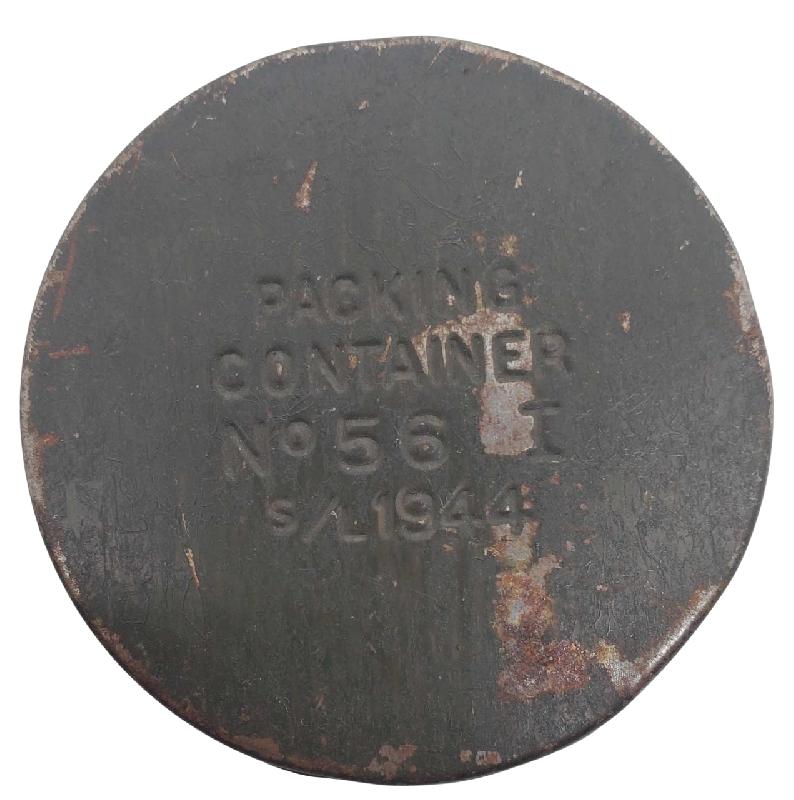 PACKING
CONTAINER
No 56 I
S/L 1944